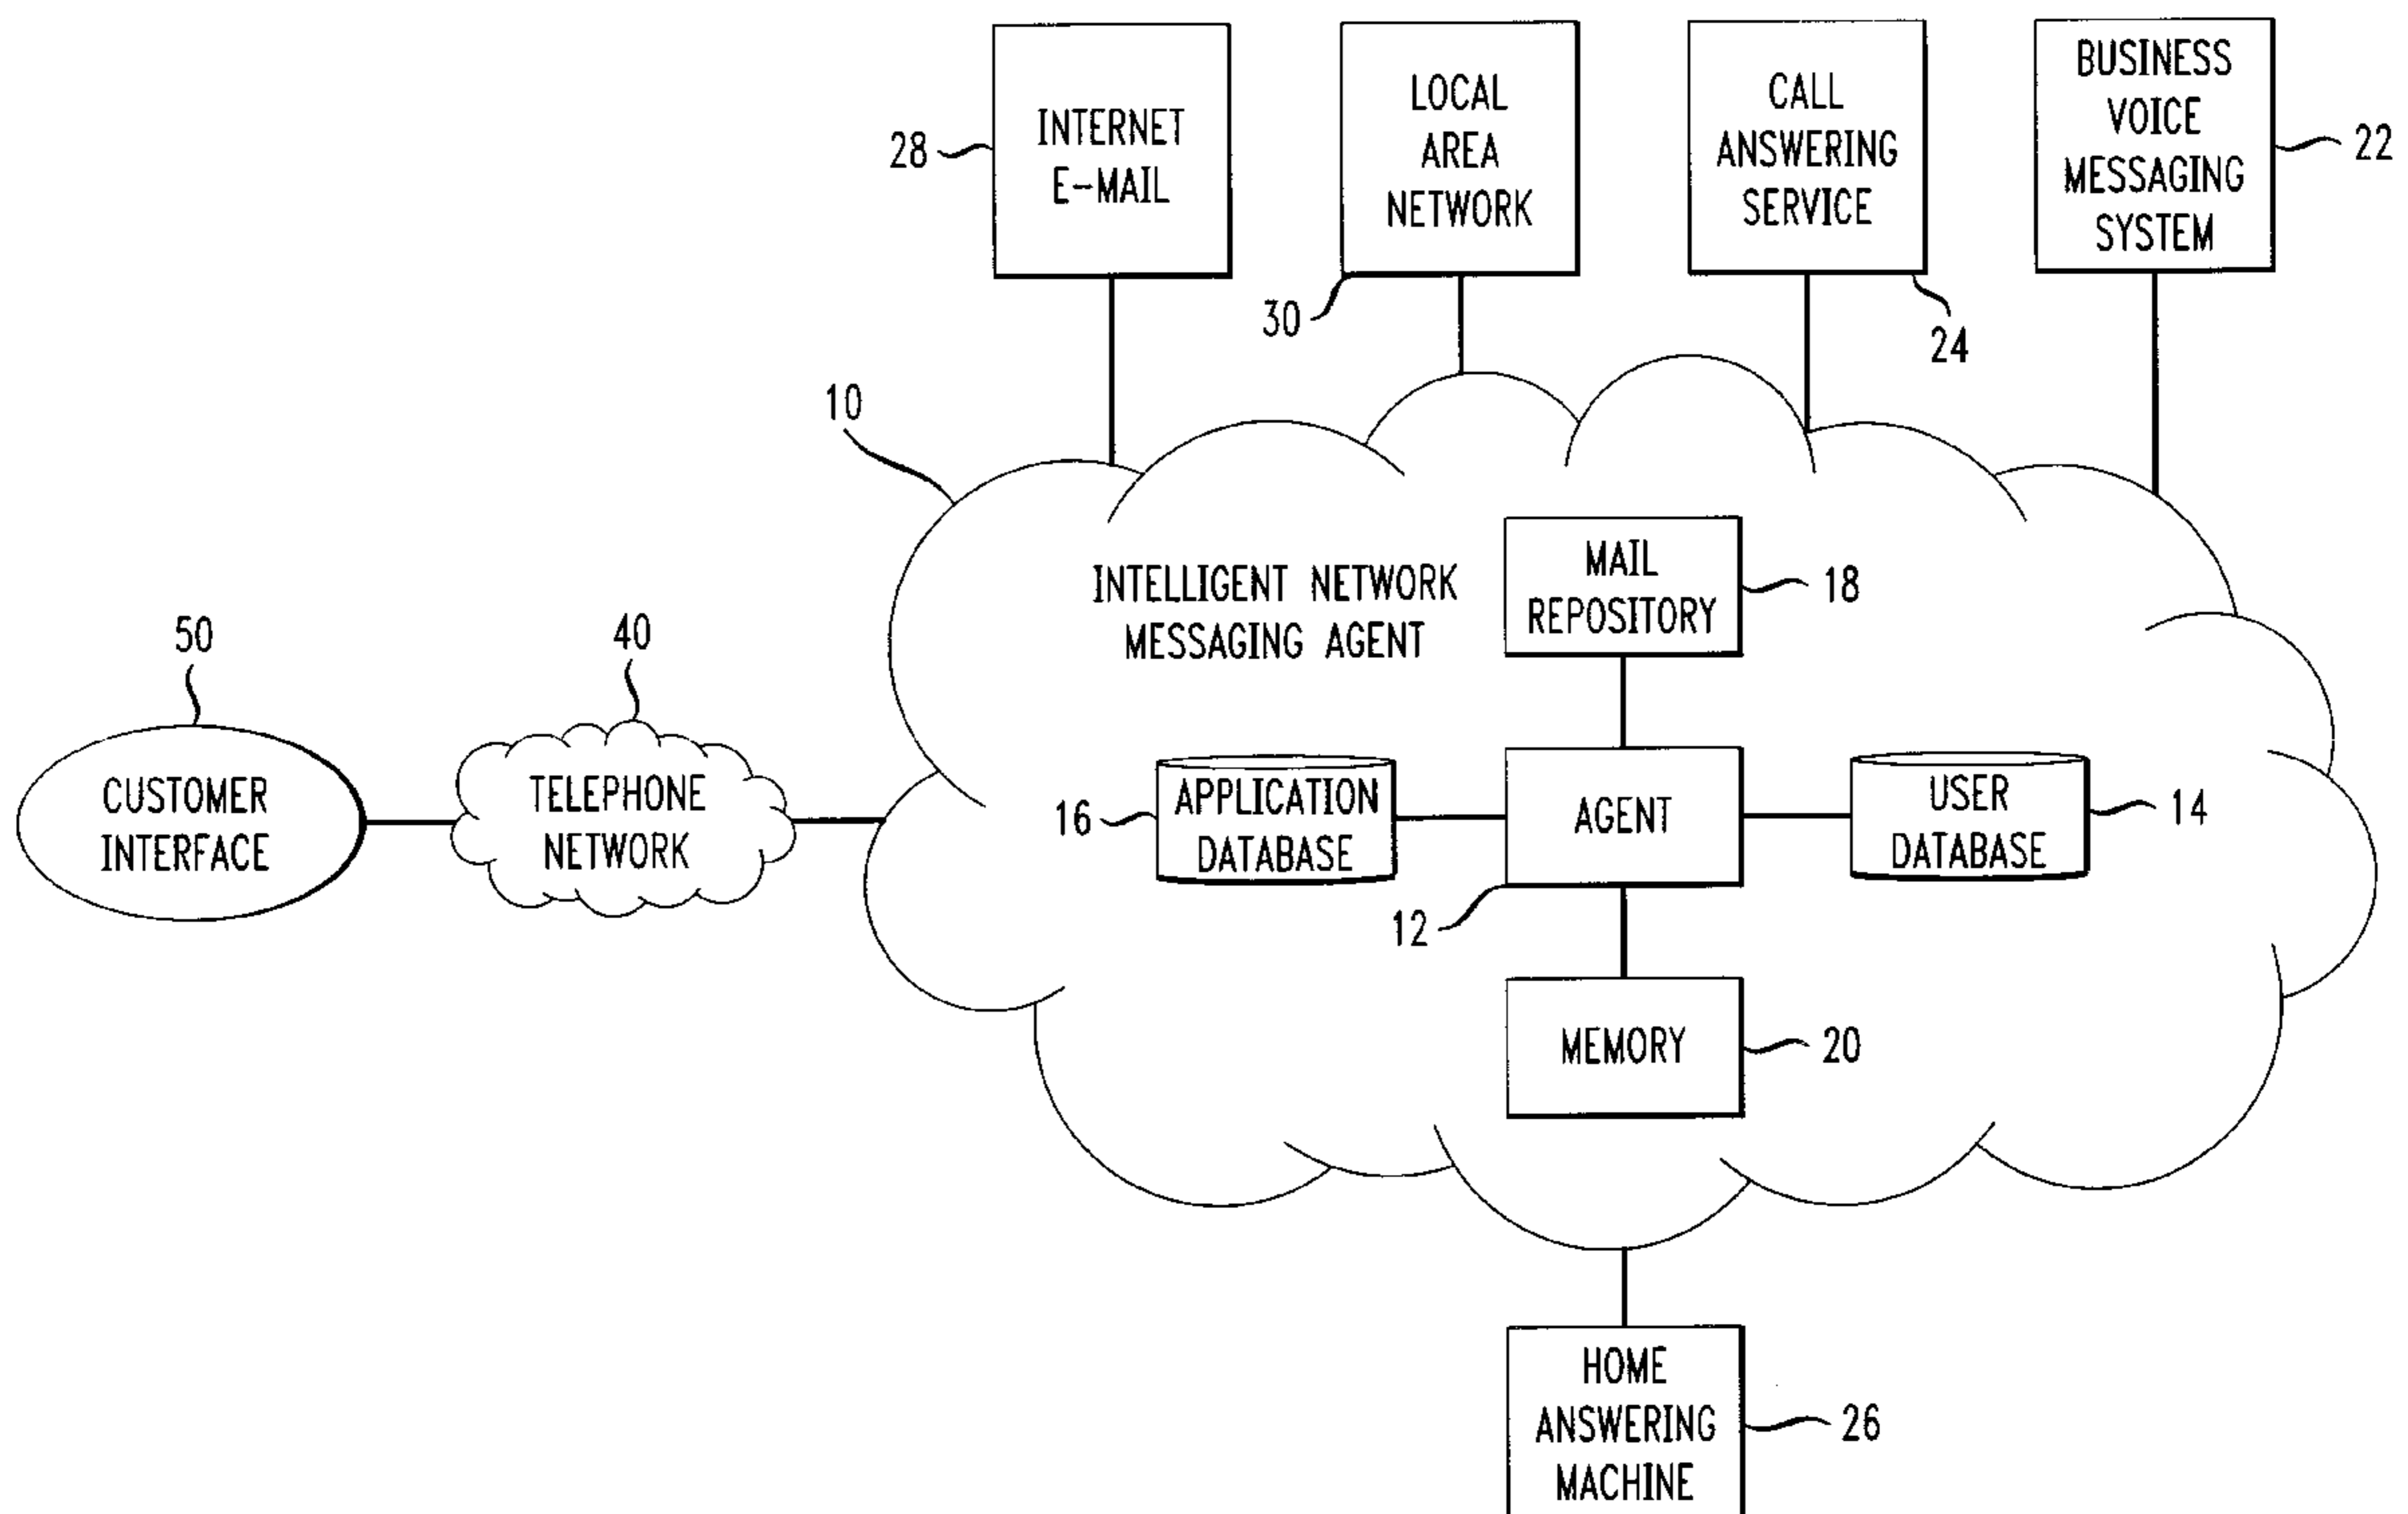 INTERNET
E-MAIL
28
LOCAL
AREA
NETWORK
30
CALL
ANSWERING
SERVICE
24
BUSINESS
VOICE
MESSAGING
SYSTEM
22
10
INTELLIGENT NETWORK
MESSAGING AGENT
MAIL
REPOSITORY
18
50
CUSTOMER
INTERFACE
40
TELEPHONE
NETWORK
16
APPLICATION
DATABASE
AGENT
12
USER
DATABASE
14
MEMORY
20
HOME
ANSWERING
MACHINE
26